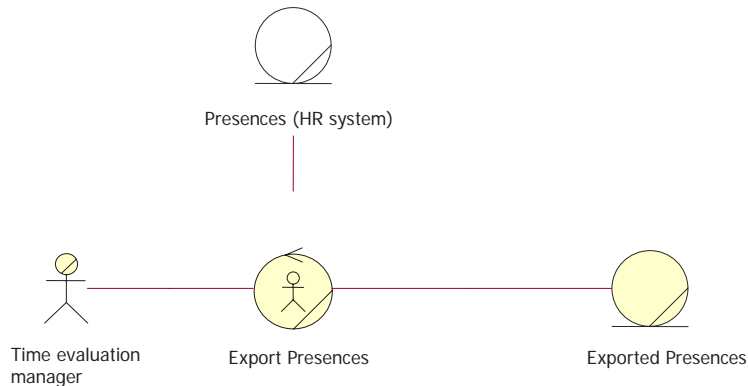 Presences (HR system)
Time evaluation
manager
Export Presences
Exported Presences